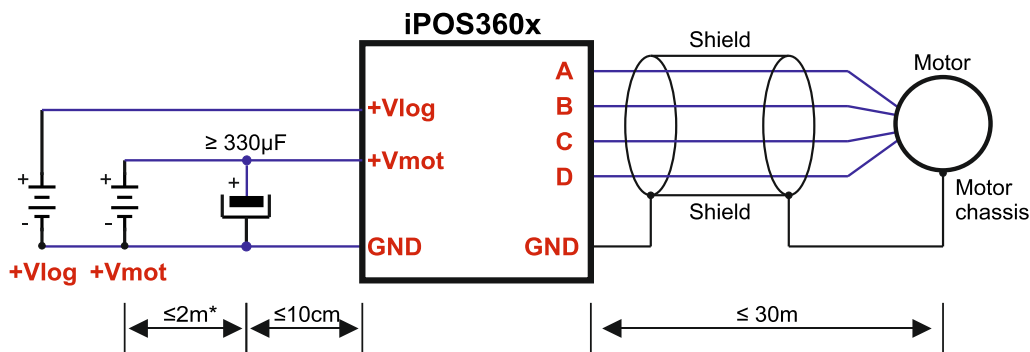 iPOS360x
Shield
Motor
A
+Vlog
B
≥ 330µF
C
+Vmot
D
+
+
+
-
-
Shield
Motor
chassis
GND
GND
+Vlog
+Vmot
≤2m*
≤10cm
≤ 30m